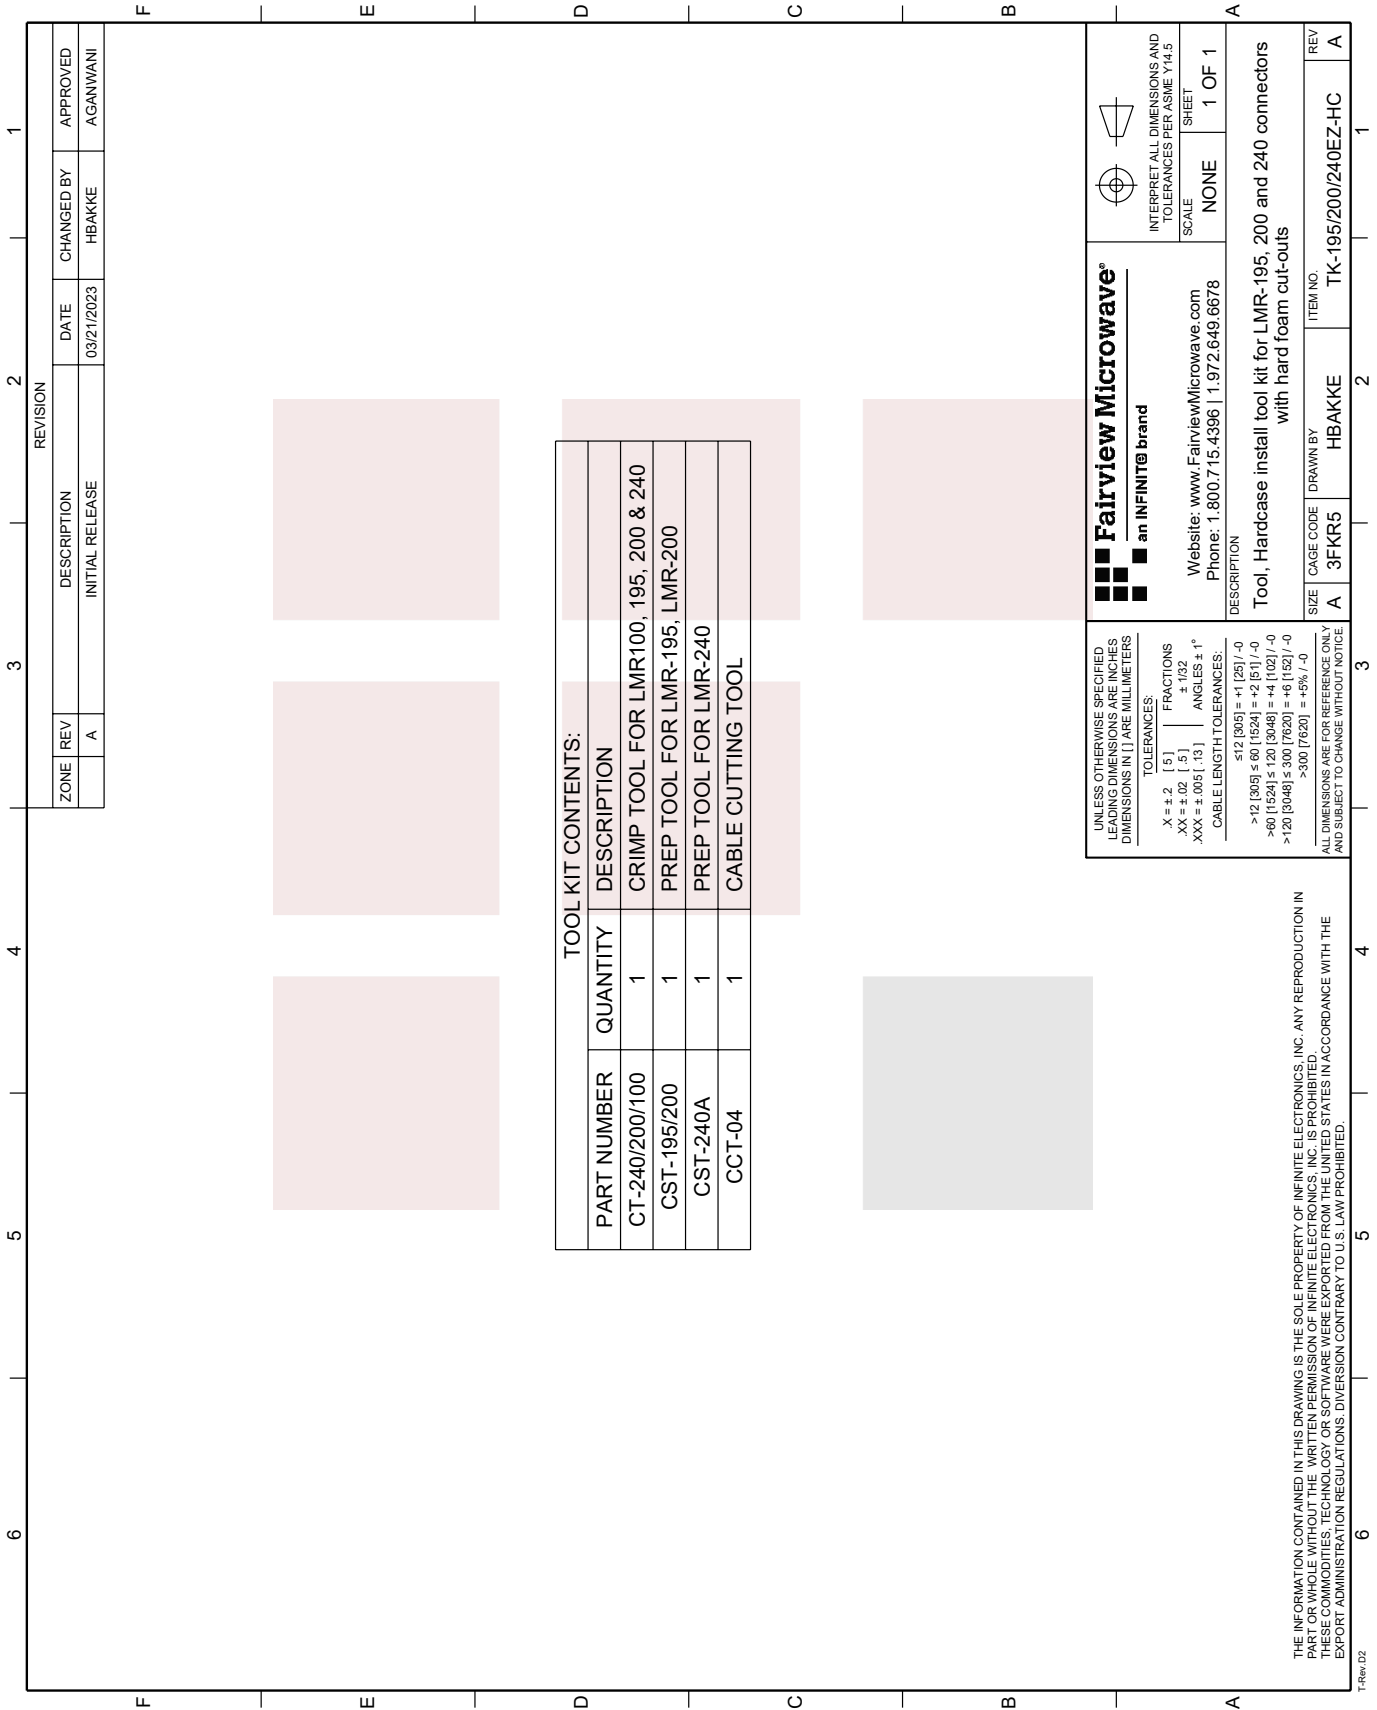 6
5
4
3
2
1
F
E
D
C
B
A
REVISION
ZONE REV DESCRIPTION DATE CHANGED BY APPROVED
A INITIAL RELEASE 03/21/2023 HBAKKE AGANWANI
TOOL KIT CONTENTS:
PART NUMBER QUANTITY DESCRIPTION
CT-240/200/100 1 CRIMP TOOL FOR LMR100, 195, 200 & 240
CST-195/200 1 PREP TOOL FOR LMR-195, LMR-200
CST-240A 1 PREP TOOL FOR LMR-240
CCT-04 1 CABLE CUTTING TOOL
UNLESS OTHERWISE SPECIFIED
LEADING DIMENSIONS ARE INCHES
DIMENSIONS IN [ ] ARE MILLIMETERS
TOLERANCES:
.X = ± .2 [ 5 ] FRACTIONS
.XX = ± .02 [ .5 ] ± 1/32
.XXX = ± .005 [ .13 ] ANGLES ± 1°
CABLE LENGTH TOLERANCES:
≤12 [305] = +1 [25] / -0
>12 [305] ≤ 60 [1524] = +2 [51] / -0
>60 [1524] ≤ 120 [3048] = +4 [102] / -0
>120 [3048] ≤ 300 [7620] = +6 [152] / -0
>300 [7620] = +5% / -0
ALL DIMENSIONS ARE FOR REFERENCE ONLY
AND SUBJECT TO CHANGE WITHOUT NOTICE.
Fairview Microwave®
an INFINIT@ brand
Website: www.FairviewMicrowave.com
Phone: 1.800.715.4396 | 1.972.649.6678
INTERPRET ALL DIMENSIONS AND
TOLERANCES PER ASME Y14.5
SCALE SHEET
NONE 1 OF 1
DESCRIPTION
Tool, Hardcase install tool kit for LMR-195, 200 and 240 connectors
with hard foam cut-outs
SIZE CAGE CODE DRAWN BY ITEM NO. REV
A 3FKR5 HBAKKE TK-195/200/240EZ-HC A
THE INFORMATION CONTAINED IN THIS DRAWING IS THE SOLE PROPERTY OF INFINITE ELECTRONICS, INC. ANY REPRODUCTION IN
PART OR WHOLE WITHOUT THE WRITTEN PERMISSION OF INFINITE ELECTRONICS, INC. IS PROHIBITED.
THESE COMMODITIES, TECHNOLOGY OR SOFTWARE WERE EXPORTED FROM THE UNITED STATES IN ACCORDANCE WITH THE
EXPORT ADMINISTRATION REGULATIONS. DIVERSION CONTRARY TO U.S. LAW PROHIBITED.
F
E
D
C
B
A
6
5
4
3
2
1
T-Rev.D2